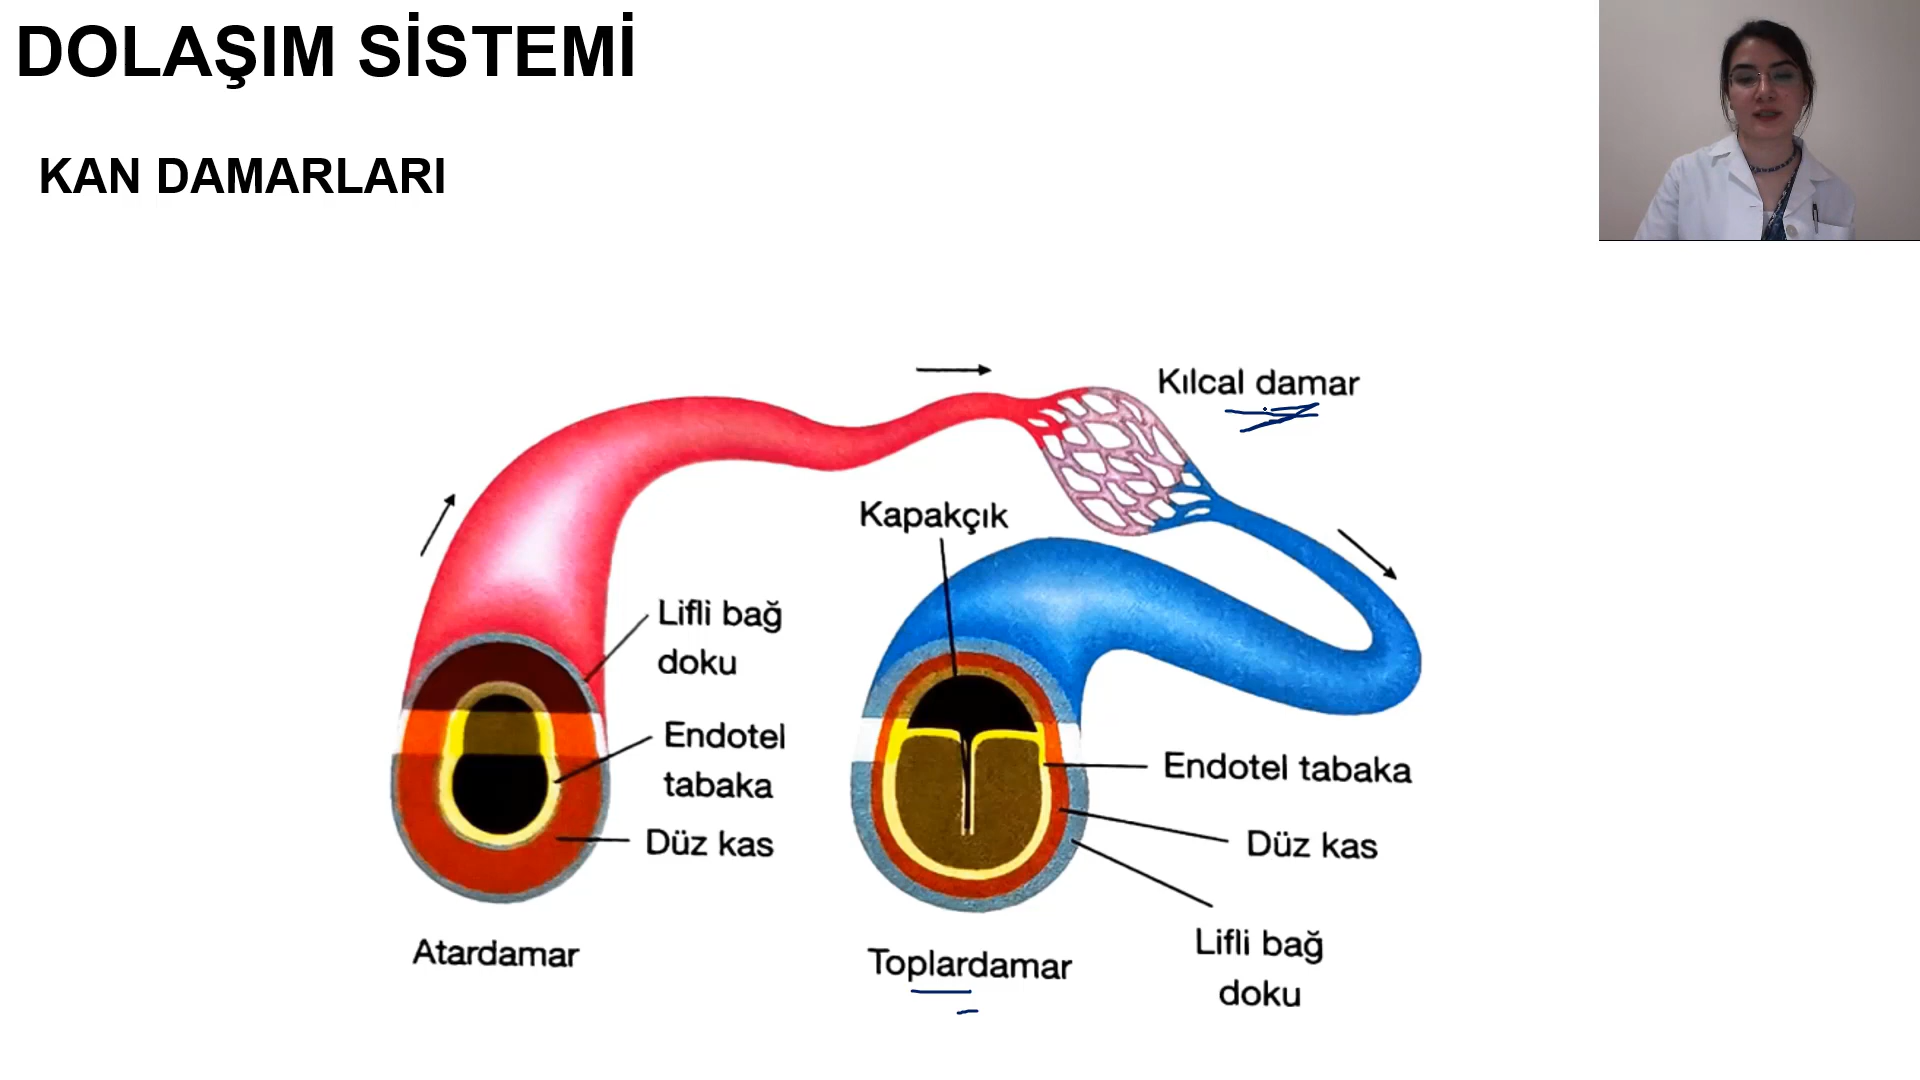 DOLAŞIM SİSTEMİ
KAN DAMARLARI
Kılcal damar
Kapakçık
Lifli bağ
doku
Endotel
tabaka
Düz kas
Endotel tabaka
Düz kas
Lifli bağ
doku
Atardamar
Toplardamar